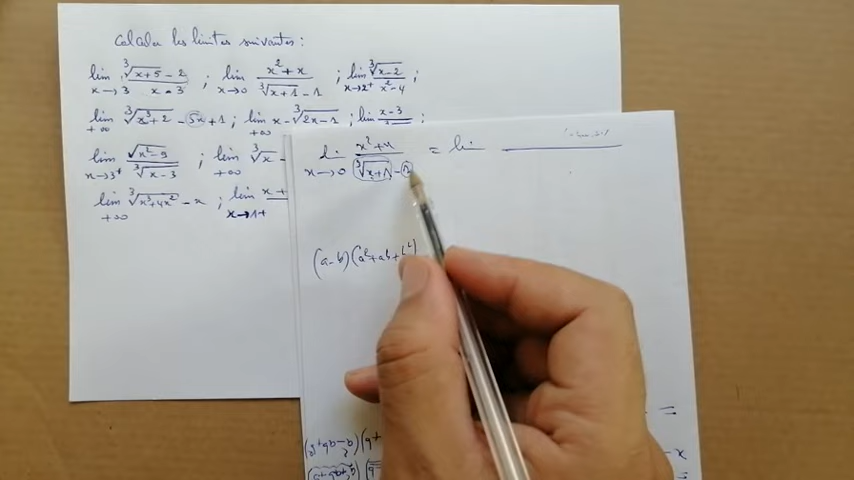 Calculer les limites suivantes :
lim x→3 ∛x+5 - 2 / x - 3 ; lim x→0 x²+x / ∛x+1 - 1 ; lim x→2⁺ ∛x-2 / x²-4 ;
lim +∞ ∛x³+2 - 5x+1 ; lim +∞ x - ∛2x-1 ; lim x-3
lim x→3⁺ √x²-9 / ∛x-3 ; lim +∞ ∛x -
lim +∞ ∛x³+4x² - x ; lim x→1+ x+
lim x→0 x²+x / ∛x+1 - 1 = lim
(a-b)(a²+ab+b²)
=
- x
=